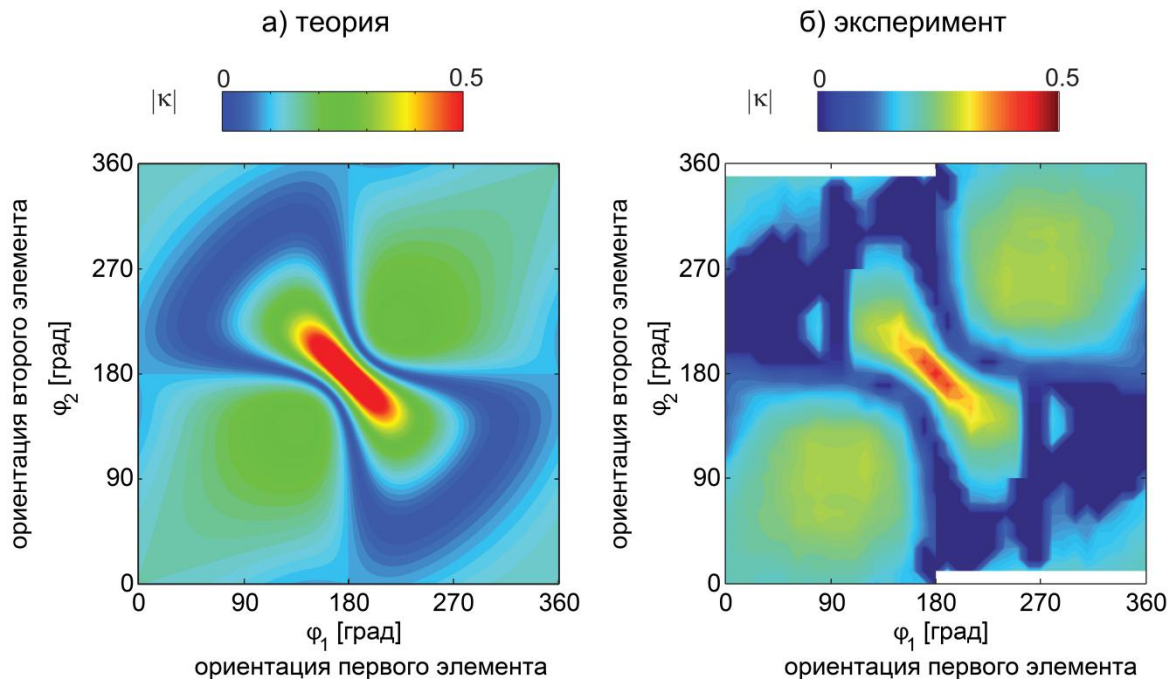 а) теория
0 0.5
|κ|
360
270
180
90
0
0 90 180 270 360
φ2 [град]
ориентация второго элемента
φ1 [град]
ориентация первого элемента
б) эксперимент
0 0.5
|κ|
360
270
180
90
0
0 90 180 270 360
φ2 [град]
ориентация второго элемента
φ1 [град]
ориентация первого элемента